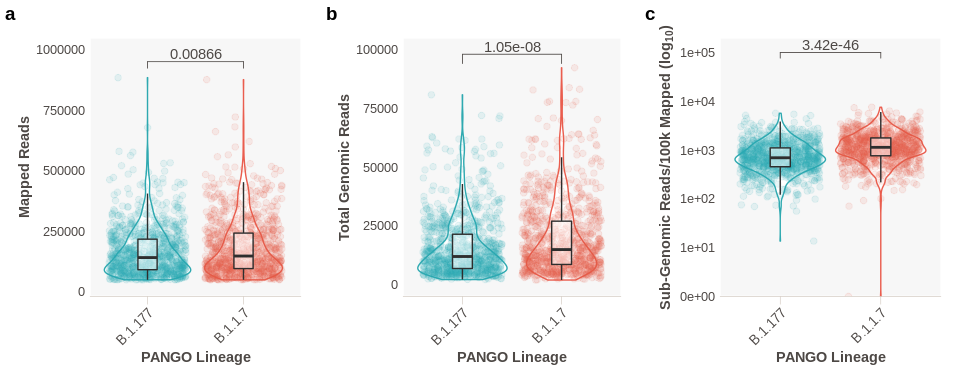 a
Mapped Reads
1000000
750000
500000
250000
0
0.00866
B.1.177
B.1.1.7
PANGO Lineage
b
Total Genomic Reads
100000
75000
50000
25000
0
1.05e-08
B.1.177
B.1.1.7
PANGO Lineage
c
Sub-Genomic Reads/100k Mapped (log10)
1e+05
1e+04
1e+03
1e+02
1e+01
0e+00
3.42e-46
B.1.177
B.1.1.7
PANGO Lineage